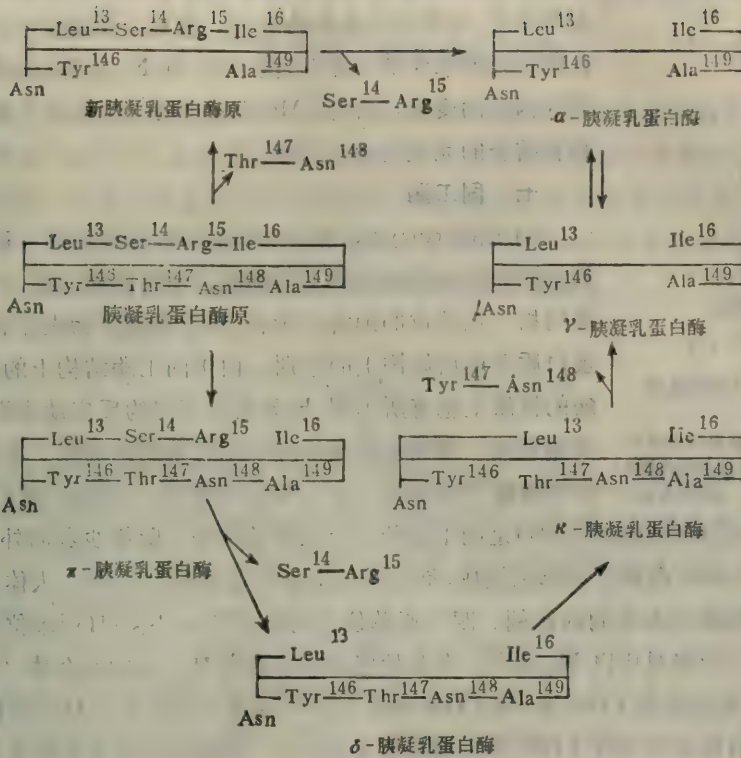 Leu 13 Ser 14 Arg 15 Ile 16
Tyr 146 Ala 149
Asn
新胰凝乳蛋白酶原
Ser 14 Arg 15
Leu 13 Ile 16
Tyr 146 Ala 149
Asn
α-胰凝乳蛋白酶
Thr 147 Asn 148
Leu 13 Ser 14 Arg 15 Ile 16
Tyr 146 Thr 147 Asn 148 Ala 149
Asn
胰凝乳蛋白酶原
Leu 13 Ile 16
Tyr 146 Ala 149
Asn
γ-胰凝乳蛋白酶
Tyr 147 Asn 148
Leu 13 Ser 14 Arg 15 Ile 16
Tyr 146 Thr 147 Asn 148 Ala 149
Asn
π-胰凝乳蛋白酶
Ser 14 Arg 15
Leu 13 Ile 16
Tyr 146 Thr 147 Asn 148 Ala 149
Asn
κ-胰凝乳蛋白酶
Leu 13 Ile 16
Tyr 146 Thr 147 Asn 148 Ala 149
Asn
δ-胰凝乳蛋白酶